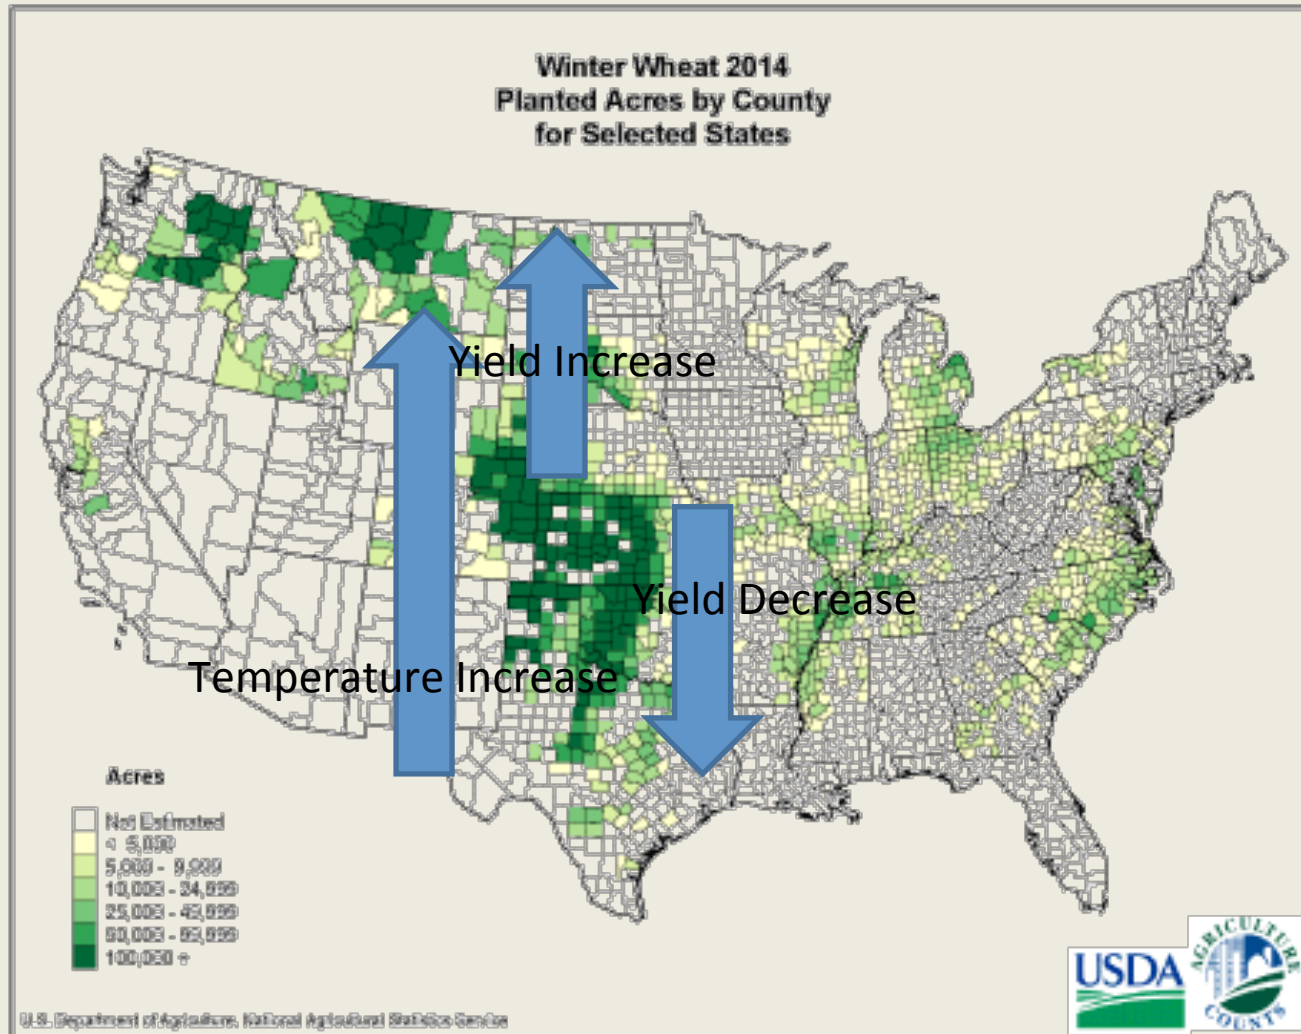 Winter Wheat 2014
Planted Acres by County
for Selected States
Yield Increase
Yield Decrease
Temperature Increase
Acres
Not Estimated
< 5,000
5,000 - 9,999
10,000 - 24,999
25,000 - 49,999
50,000 - 99,999
100,000 +
U.S. Department of Agriculture, National Agricultural Statistics Service
USDA
AGRICULTURE
COUNTS